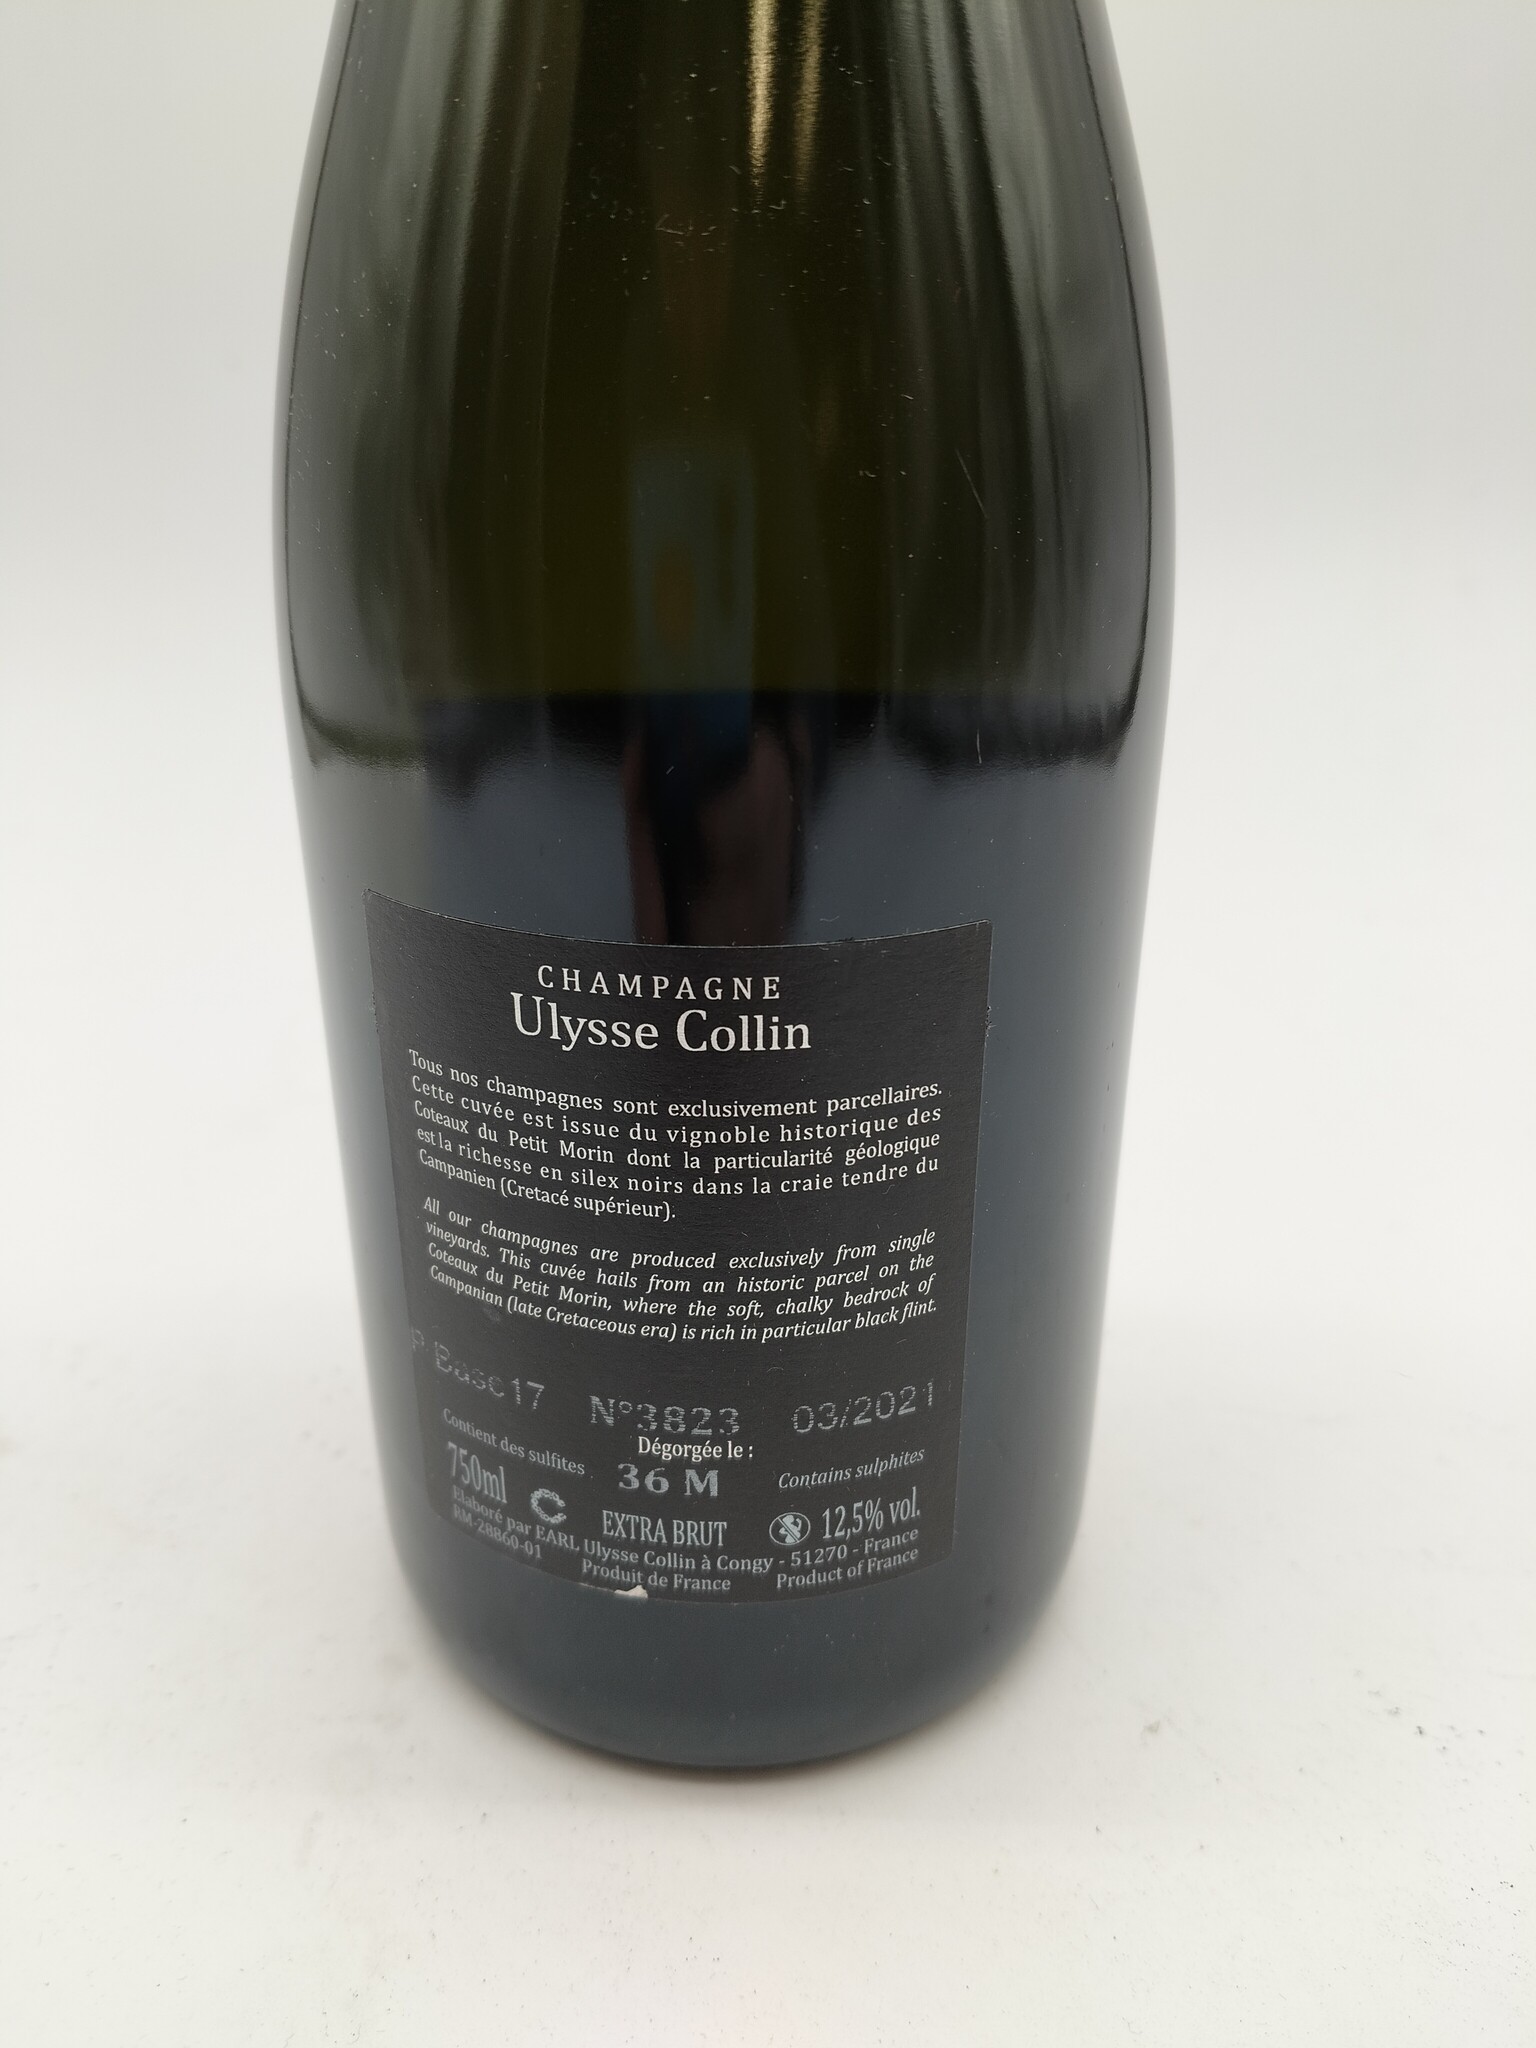 CHAMPAGNE
Ulysse Collin
Tous nos champagnes sont exclusivement parcellaires.
Cette cuvée est issue du vignoble historique des
Coteaux du Petit Morin dont la particularité géologique
est la richesse en silex noirs dans la craie tendre du
Campanien (Cretacé supérieur).
All our champagnes are produced exclusively from single
vineyards. This cuvée hails from an historic parcel on the
Coteaux du Petit Morin, where the soft, chalky bedrock of
Campanian (late Cretaceous era) is rich in particular black flint.
P Base17 N°3823 03/2021
Contient des sulfites Dégorgée le : Contains sulphites
750ml 36 M
EXTRA BRUT 12,5% vol.
Elaboré par EARL Ulysse Collin à Congy - 51270 - France
RM-28860-01 Produit de France Product of France